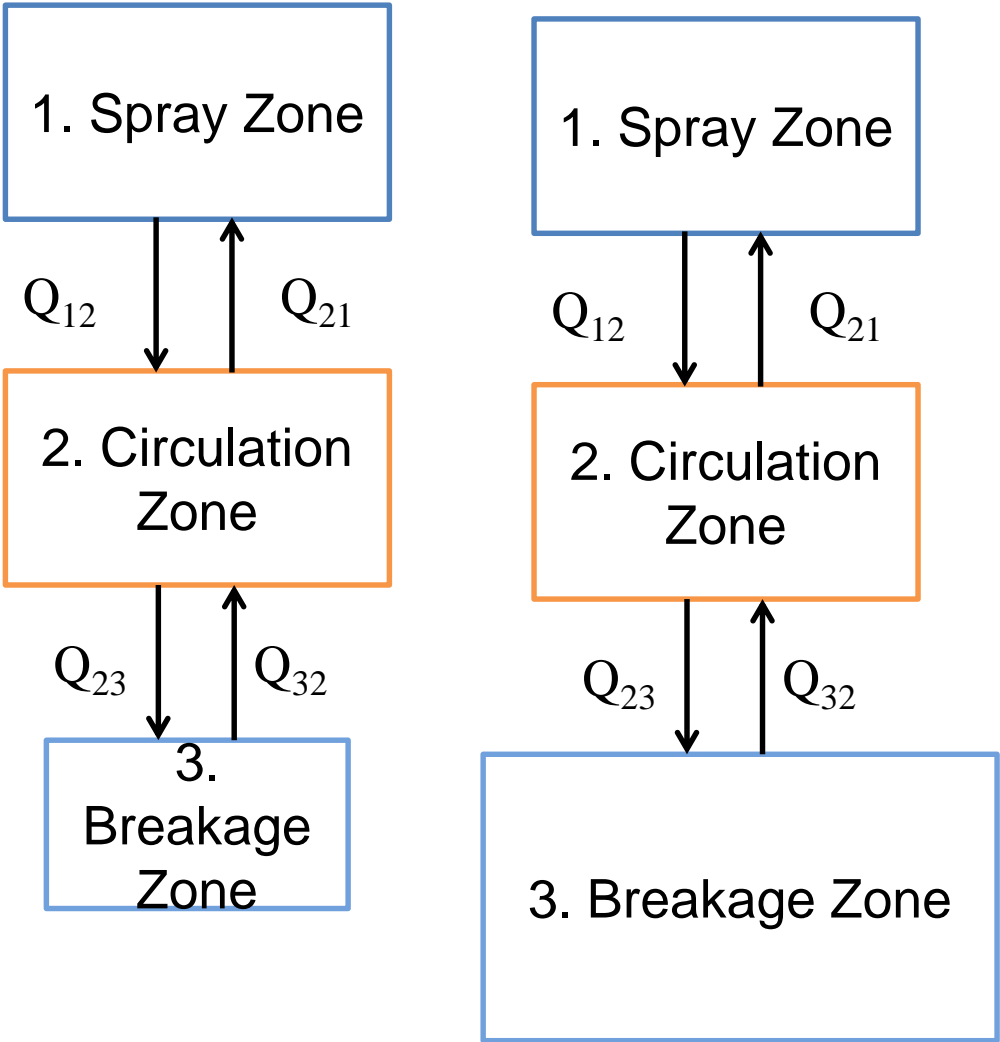 1. Spray Zone
Q12
Q21
2. Circulation
Zone
Q23
Q32
3.
Breakage
Zone
1. Spray Zone
Q12
Q21
2. Circulation
Zone
Q23
Q32
3. Breakage Zone